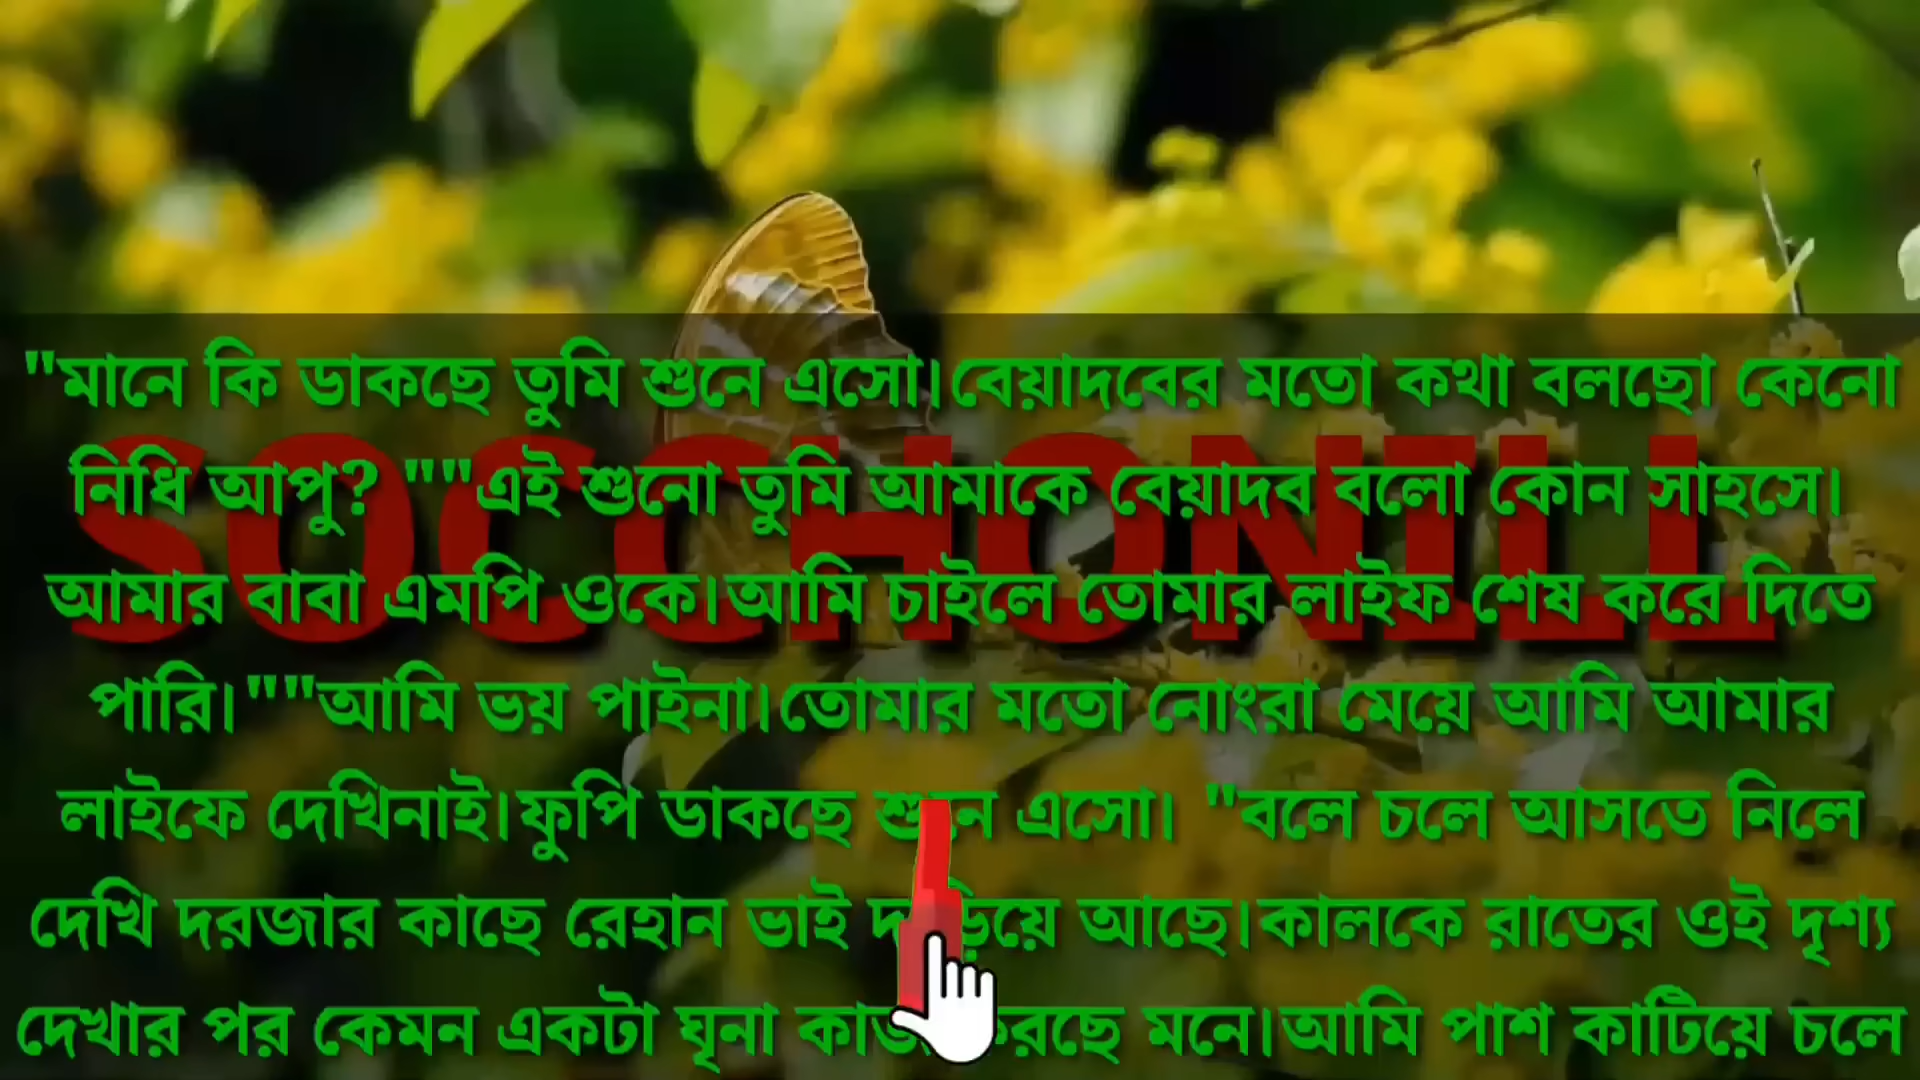 "মানে কি ডাকছে তুমি শুনে এসো।বেয়াদবের মতো কথা বলছো কেনো
নিধি আপু? ""এই শুনো তুমি আমাকে বেয়াদব বলো কোন সাহসে।
SOCCHONILL
আমার বাবা এমপি ওকে।আমি চাইলে তোমার লাইফ শেষ করে দিতে
পারি।""আমি ভয় পাইনা।তোমার মতো নোংরা মেয়ে আমি আমার
লাইফে দেখিনাই।ফুপি ডাকছে শুনে এসো। "বলে চলে আসতে নিলে
দেখি দরজার কাছে রেহান ভাই আছে।কালকে রাতের ওই দৃশ্য
দেখার পর কেমন একটা ঘৃনা মনে।আমি পাশ কাটিয়ে চলে